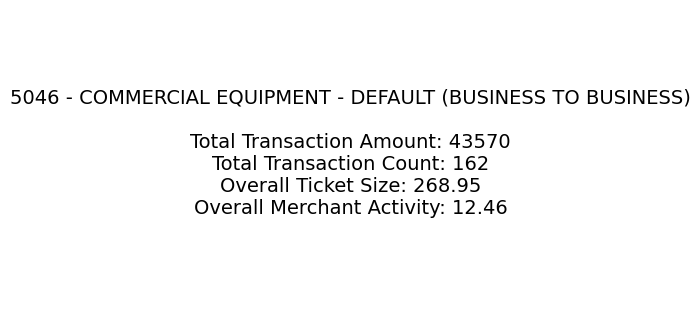 5046 - COMMERCIAL EQUIPMENT - DEFAULT (BUSINESS TO BUSINESS)
Total Transaction Amount: 43570
Total Transaction Count: 162
Overall Ticket Size: 268.95
Overall Merchant Activity: 12.46